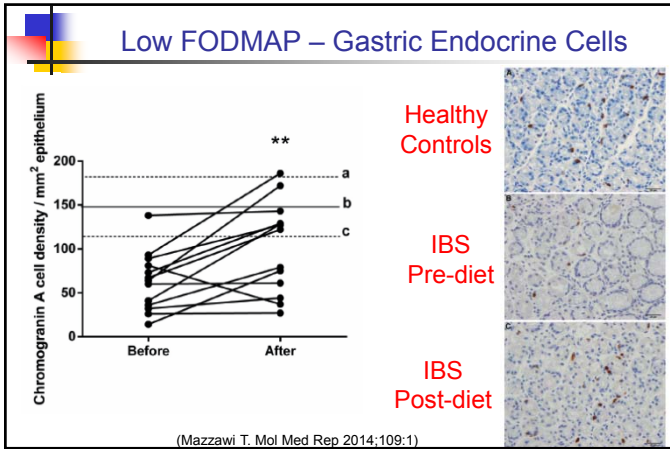 Low FODMAP – Gastric Endocrine Cells
Chromogranin A cell density / mm² epithelium
**
200
150
100
50
0
a
b
c
Before
After
Healthy
Controls
IBS
Pre-diet
IBS
Post-diet
A
B
C
(Mazzawi T. Mol Med Rep 2014;109:1)